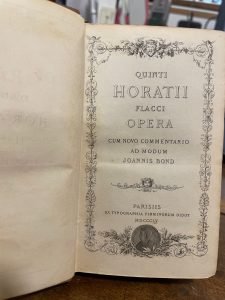 QUINTI
HORATII
FLACCI
OPERA
CUM NOVO COMMENTARIO
AD MODUM
JOANNIS BOND
PARISIIS
EX TYPOGRAPHIA FIRMINORUM DIDOT
MDCCCLV